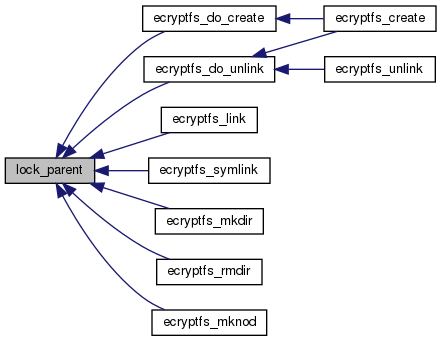 ecryptfs_do_create
ecryptfs_create
ecryptfs_do_unlink
ecryptfs_unlink
ecryptfs_link
lock_parent
ecryptfs_symlink
ecryptfs_mkdir
ecryptfs_rmdir
ecryptfs_mknod